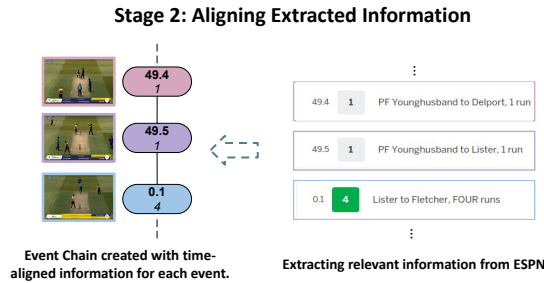 Stage 2: Aligning Extracted Information
49.4
1
49.5
1
0.1
4
Event Chain created with time-
aligned information for each event.
⋮
49.4 1 PF Younghusband to Delport, 1 run
49.5 1 PF Younghusband to Lister, 1 run
0.1 4 Lister to Fletcher, FOUR runs
⋮
Extracting relevant information from ESPN